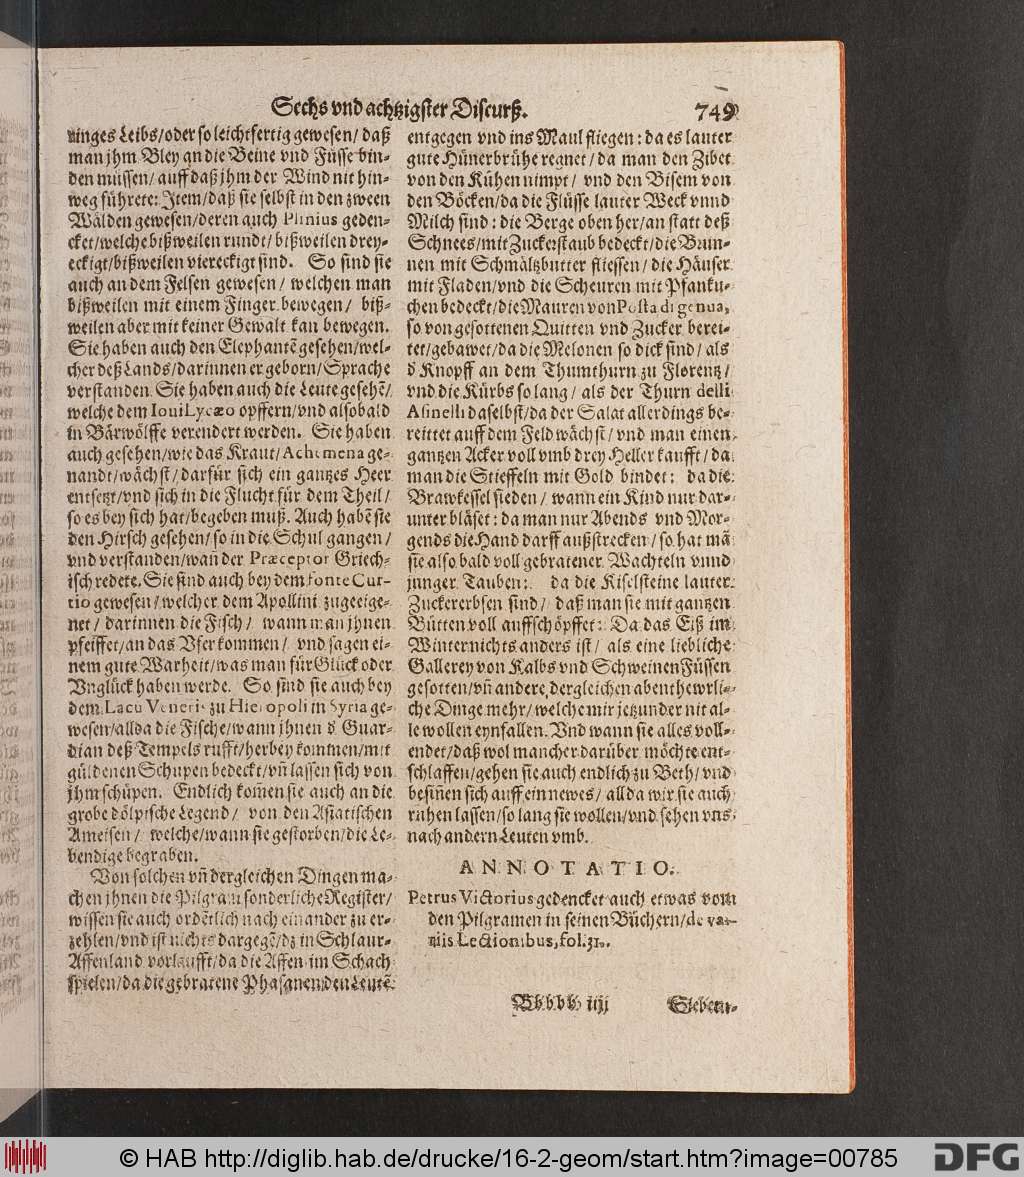 Sechs vnd achtzigster Discurß. 749
ringes Leibs/oder so leichtfertig gewesen/ daß
man jhm Bley an die Beine vnd Füsse bin-
den müssen/ auff daß jhm der Wind nit hin-
weg führete: Jtem/daß sie selbst in den zween
Wälden gewesen/deren auch Plinius geden-
cket/welche bißweilen rundt/ bißweilen drey-
eckigt/bißweilen viereckigt sind. So sind sie
auch an dem Felsen gewesen/ welchen man
bißweilen mit einem Finger bewegen/ biß-
weilen aber mit keiner Gewalt kan bewegen.
Sie haben auch den Elephantē gesehen/wel-
cher deß Lands/darinnen er geborn/Sprache
verstanden. Sie haben auch die Leute gesehē/
welche dem Ioui Lycæo opffern/vnd alsobald
in Bärwölffe verendert werden. Sie haben
auch gesehen/wie das Kraut/Achemena ge-
nandt/wächst/darfür sich ein gantzes Heer
entsetzt/vnd sich in die Flucht für dem Theil/
so es bey sich hat/begeben muß. Auch habē sie
den Hirsch gesehen/so in die Schul gangen/
vnd verstanden/wañ der Præceptor Griech-
isch redete. Sie sind auch bey dem fonte Cur-
tio gewesen/welcher dem Apollini zugeeige-
net/ darinnen die Fisch/ wann man jhnen
pfeiffet/an das Vfer kommen/ vnd sagen ei-
nem gute Warheit/was man für Glück oder
Vnglück haben werde. So sind sie auch bey
dem Lacu Veneris zu Hieropoli in Syria ge-
wesen/allda die Fische/wann jhnen d Guar-
dian deß Tempels rufft/herbey kommen/mit
güldenen Schupen bedeckt/vñ lassen sich von
jhm schüpen. Endlich kom̃en sie auch an die
grobe dölpische Legend/ von den Asiatischen
Ameisen/ welche/wann sie gestorben/die Le-
bendige begraben.
Von solchen vñ dergleichen Dingen ma-
chen jhnen die Pilgram sonderliche Register/
wissen sie auch ordētlich nach einander zu er-
zehlen/vnd ist nichts dargegē/dz in Schlaur-
Affenland vorlaufft/da die Affen im Schach
spielen/da die gebratene Phasanen den Leutē
entgegen vnd ins Maul fliegen: da es lauter
gute Hünerbrühe regnet/da man den Zibet
von den Kühen nimpt/ vnd den Bisem von
den Böcken/da die Flüsse lauter Weck vnnd
Milch sind: die Berge oben her/an statt deß
Schnees/mit Zuckerstaub bedeckt/die Brun-
nen mit Schmaltzbutter fliessen/die Häuser
mit Fladen/vnd die Scheuren mit Pfanku-
chen bedeckt/die Mauren von Posta di genua,
so von gesottenen Quitten vnd Zucker berei-
tet/gebawet/da die Melonen so dick sind/als
d Knopff an dem Thumthurn zu Florentz/
vnd die Kürbs so lang/ als der Thurn delli
Asinelli daselbst/da der Salat allerdings be-
reittet auff dem Feld wächst/vnd man einen
gantzen Acker voll vmb drey Heller kaufft/da
man die Stieffeln mit Gold bindet: da die
Brawkessel sieden/ wann ein Kind nur dar-
unter bläset: da man nur Abends vnd Mor-
gends die Hand darff außstrecken/so hat mā
sie also bald voll gebratener Wachteln vnnd
junger Tauben: da die Kiselsteine lauter
Zuckererbsen sind/ daß man sie mit gantzen
Bütten voll auffschöpffet: Da das Eiß im
Winter nichts anders ist/ als eine liebliche
Gallerey von Kalbs vnd Schweinen Füssen
gesotten/vñ andere dergleichen abenthewrli-
che Dinge mehr/welche mir jetzunder nit al-
le wollen eynfallen. Vnd wann sie alles voll-
endet/daß wol mancher darüber möchte ent-
schlaffen/gehen sie auch endlich zu Beth/vnd
besiñen sich auff ein newes/ allda wir sie auch
ruhen lassen/so lang sie wollen/vnd sehen vns
nach andern Leuten vmb.
ANNOTATIO.
Petrus Victorius gedencket auch etwas vom
den Pilgramen in seinen Büchern/de va-
riis Lectionibus, fol. 31.
Bbbbb iiij Sieben-
© HAB http://diglib.hab.de/drucke/16-2-geom/start.htm?image=00785
DFG